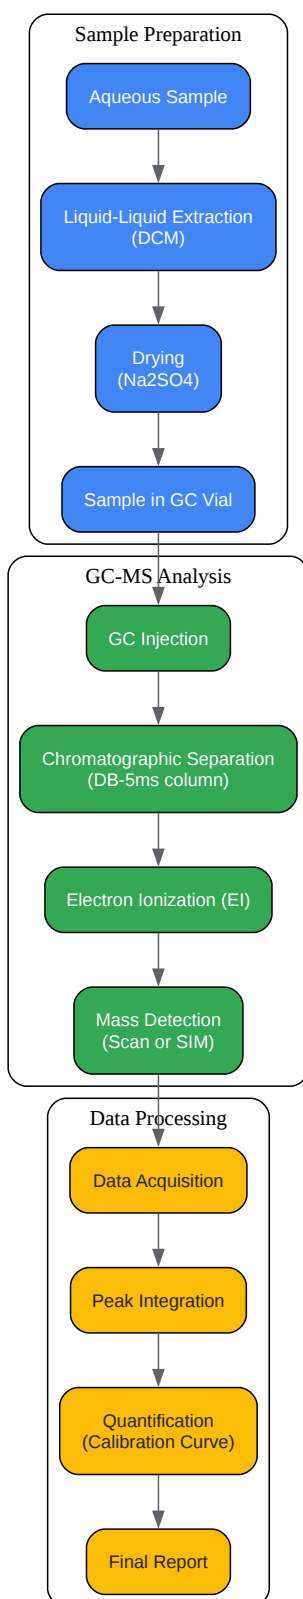 Sample Preparation
Aqueous Sample
Liquid-Liquid Extraction
(DCM)
Drying
(Na2SO4)
Sample in GC Vial
GC-MS Analysis
GC Injection
Chromatographic Separation
(DB-5ms column)
Electron Ionization (EI)
Mass Detection
(Scan or SIM)
Data Processing
Data Acquisition
Peak Integration
Quantification
(Calibration Curve)
Final Report